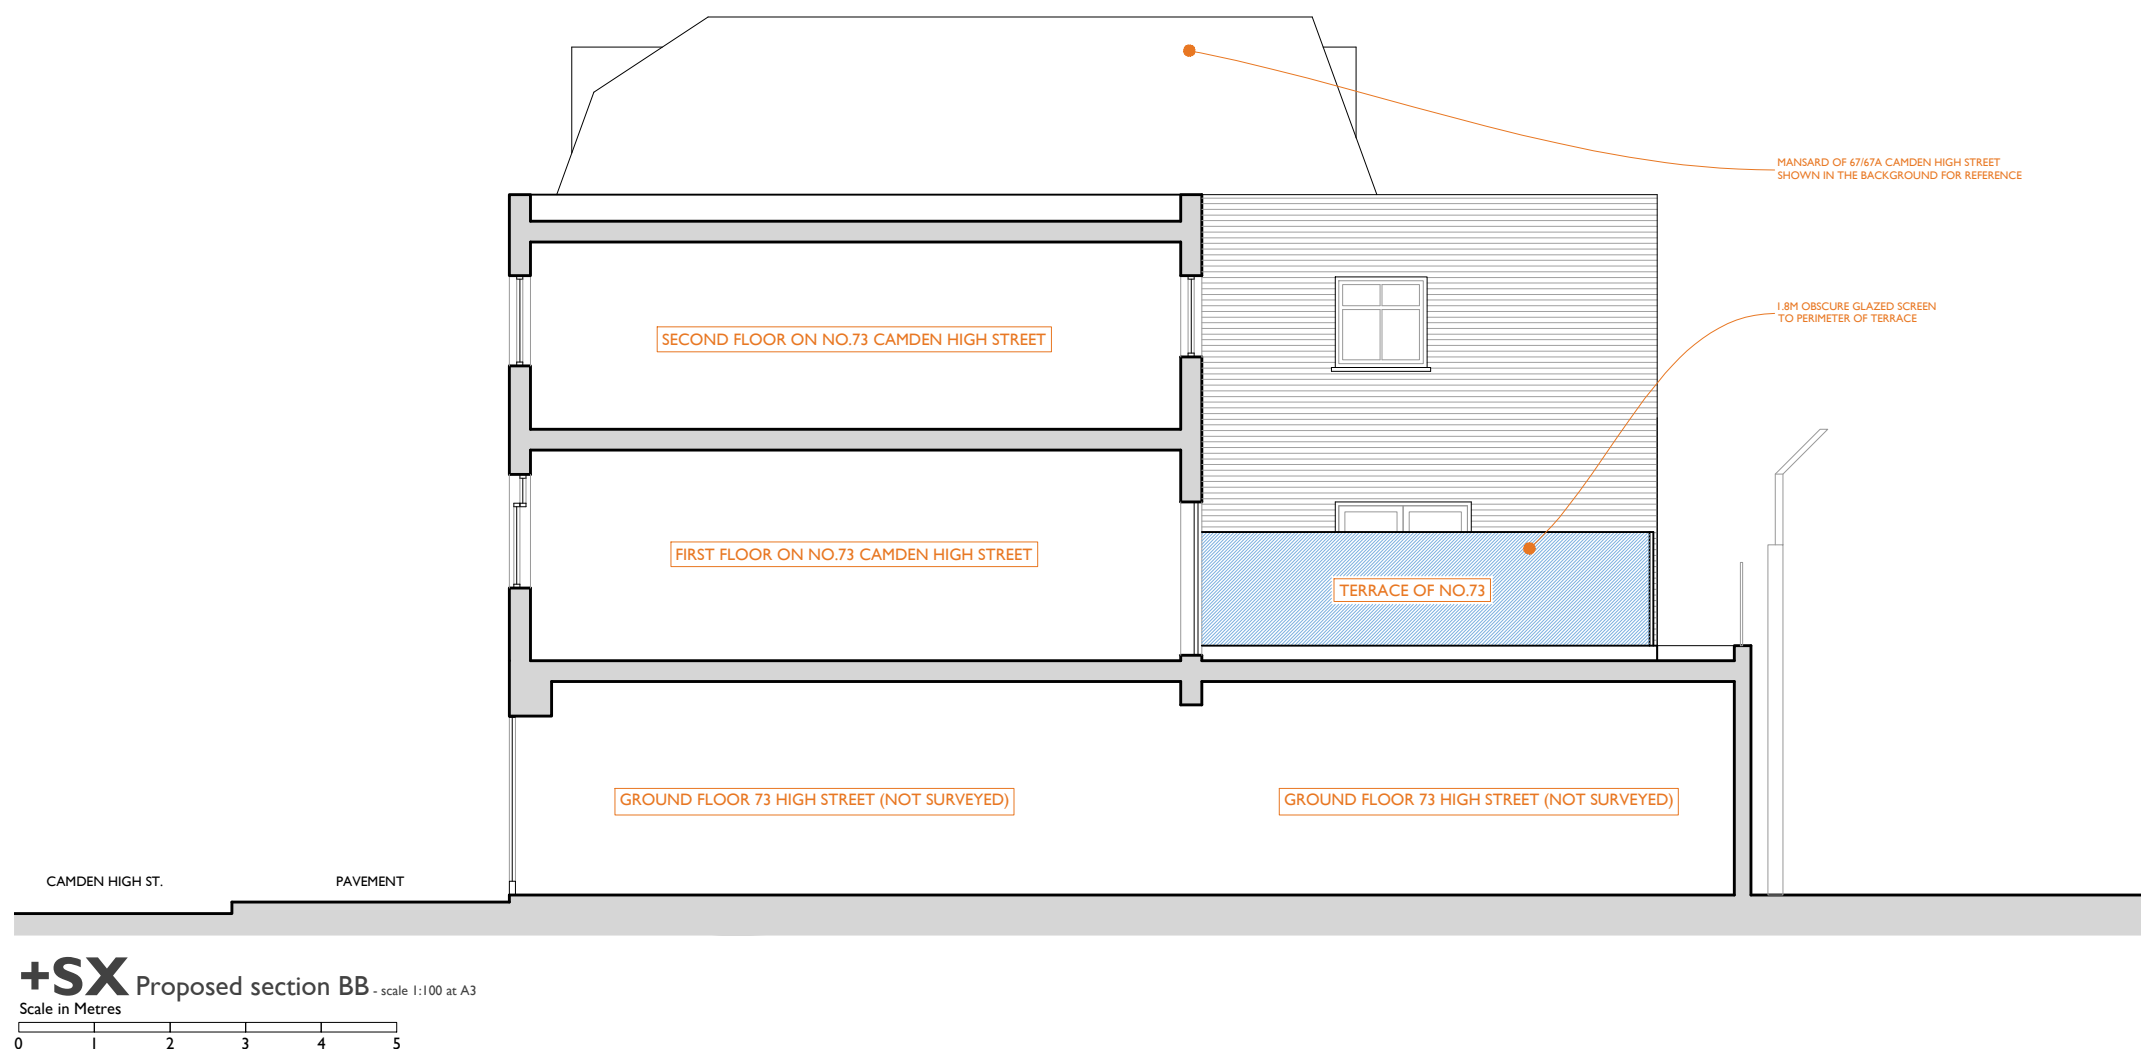 MANSARD OF 67/67A CAMDEN HIGH STREET
SHOWN IN THE BACKGROUND FOR REFERENCE
1.8M OBSCURE GLAZED SCREEN
TO PERIMETER OF TERRACE
SECOND FLOOR ON NO.73 CAMDEN HIGH STREET
FIRST FLOOR ON NO.73 CAMDEN HIGH STREET
TERRACE OF NO.73
GROUND FLOOR 73 HIGH STREET (NOT SURVEYED)
GROUND FLOOR 73 HIGH STREET (NOT SURVEYED)
CAMDEN HIGH ST.
PAVEMENT
+SX Proposed section BB - scale 1:100 at A3
Scale in Metres
0 1 2 3 4 5